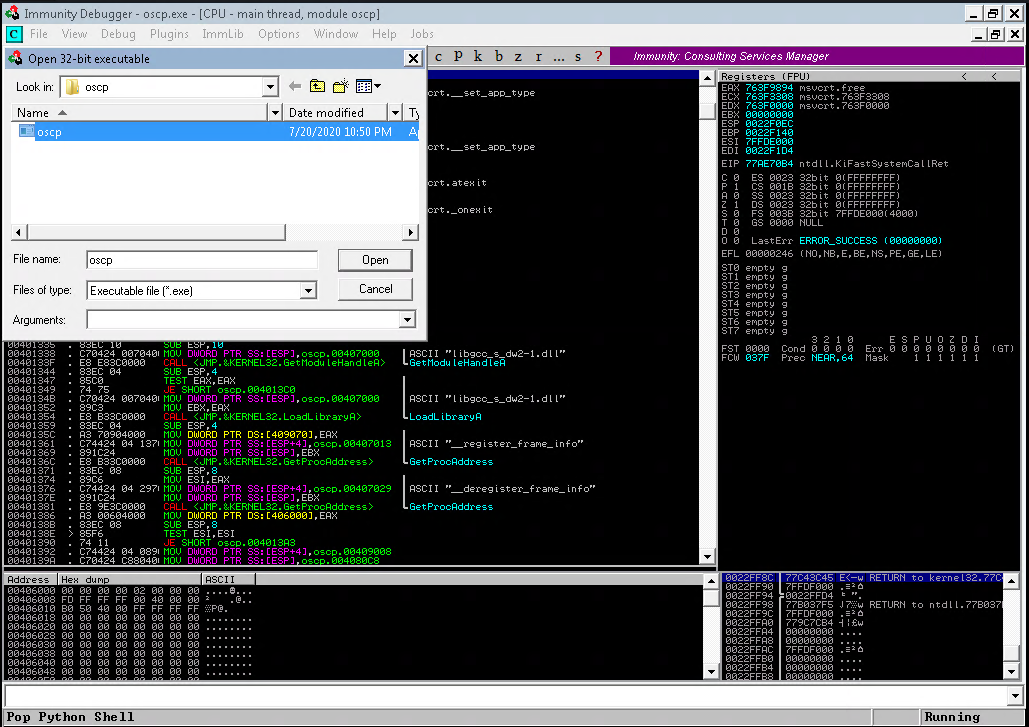 Immunity Debugger - oscp.exe - [CPU - main thread, module oscp]
C File View Debug Plugins ImmLib Options Window Help Jobs
Open 32-bit executable
c P k b z r ... s ? Immunity: Consulting Services Manager
Look in: oscp
Name Date modified Ty
oscp 7/20/2020 10:50 PM
File name: oscp Open
Files of type: Executable file (*.exe) Cancel
Arguments:
crt.__set_app_type
crt.__set_app_type
crt.atexit
crt._onexit
Registers (FPU) < <
EAX 763F9894 msvcrt.free
ECX 763F3308 msvcrt.763F3308
EDX 763F0000 msvcrt.763F0000
EBX 00000000
ESP 0022F0EC
EBP 0022F140
ESI 7FFDE000
EDI 0022F1D4
EIP 77AE70B4 ntdll.KiFastSystemCallRet
C 0 ES 0023 32bit 0(FFFFFFFF)
P 1 CS 001B 32bit 0(FFFFFFFF)
A 0 SS 0023 32bit 0(FFFFFFFF)
Z 1 DS 0023 32bit 0(FFFFFFFF)
S 0 FS 003B 32bit 7FFDE000(4000)
T 0 GS 0000 NULL
D 0
O 0 LastErr ERROR_SUCCESS (00000000)
EFL 00000246 (NO,NB,E,BE,NS,PE,GE,LE)
ST0 empty g
ST1 empty g
ST2 empty g
ST3 empty g
ST4 empty g
ST5 empty g
ST6 empty g
ST7 empty g
3 2 1 0 E S P U O Z D I
FST 0000 Cond 0 0 0 0 Err 0 0 0 0 0 0 0 0 (GT)
FCW 037F Prec NEAR,64 Mask 1 1 1 1 1 1
00401335 . 83EC 10 SUB ESP,10
00401338 . C70424 0070400 MOV DWORD PTR SS:[ESP],oscp.00407000 ASCII "libgcc_s_dw2-1.dll"
CALL <JMP.&KERNEL32.GetModuleHandleA> GetModuleHandleA
00401344 . 83EC 04 SUB ESP,4
00401347 . 85C0 TEST EAX,EAX
00401349 . 74 75 JE SHORT oscp.004013C0
0040134B . C70424 0070400 MOV DWORD PTR SS:[ESP],oscp.00407000 ASCII "libgcc_s_dw2-1.dll"
00401352 . 89C3 MOV EBX,EAX
00401354 . E8 B33C0000 CALL <JMP.&KERNEL32.LoadLibraryA> LoadLibraryA
00401359 . 83EC 04 SUB ESP,4
0040135C . A3 70904000 MOV DWORD PTR DS:[409070],EAX
00401361 . C74424 04 1370 MOV DWORD PTR SS:[ESP+4],oscp.00407013 ASCII "__register_frame_info"
00401369 . 891C24 MOV DWORD PTR SS:[ESP],EBX
0040136C . E8 B33C0000 CALL <JMP.&KERNEL32.GetProcAddress> GetProcAddress
00401371 . 83EC 08 SUB ESP,8
00401374 . 89C6 MOV ESI,EAX
00401376 . C74424 04 2970 MOV DWORD PTR SS:[ESP+4],oscp.00407029 ASCII "__deregister_frame_info"
0040137E . 891C24 MOV DWORD PTR SS:[ESP],EBX
00401381 . E8 9E3C0000 CALL <JMP.&KERNEL32.GetProcAddress> GetProcAddress
00401386 . A3 00604000 MOV DWORD PTR DS:[406000],EAX
0040138B . 83EC 08 SUB ESP,8
0040138E > 85F6 TEST ESI,ESI
00401390 . 74 11 JE SHORT oscp.004013A3
00401392 . C74424 04 0890 MOV DWORD PTR SS:[ESP+4],oscp.00409008
0040139A . C70424 C880400 MOV DWORD PTR SS:[ESP],oscp.004080C8
Address Hex dump ASCII
00406000 00 00 00 00 02 00 00 00
00406008 FF FF FF FF 00 40 00 00
00406010 B0 50 40 00 FF FF FF FF
00406018 00 00 00 00 00 00 00 00 ........
00406020 00 00 00 00 00 00 00 00 ........
00406028 00 00 00 00 00 00 00 00 ........
00406030 00 00 00 00 00 00 00 00 ........
00406038 00 00 00 00 00 00 00 00 ........
00406040 00 00 00 00 00 00 00 00 ........
00406048 00 00 00 00 00 00 00 00 ........
0022FF8C 77C43C45 E<-w RETURN to kernel32.77C
0022FF90 7FFDF000
0022FF94 0022FFD4
0022FF98 77B037F5 RETURN to ntdll.77B037
0022FF9C 7FFDF000
0022FFA0 779C7CB4
0022FFA4 00000000 ....
0022FFA8 00000000 ....
0022FFAC 7FFDF000
0022FFB0 00000000 ....
0022FFB4 00000000 ....
0022FFB8 00000000 ....
Pop Python Shell Running